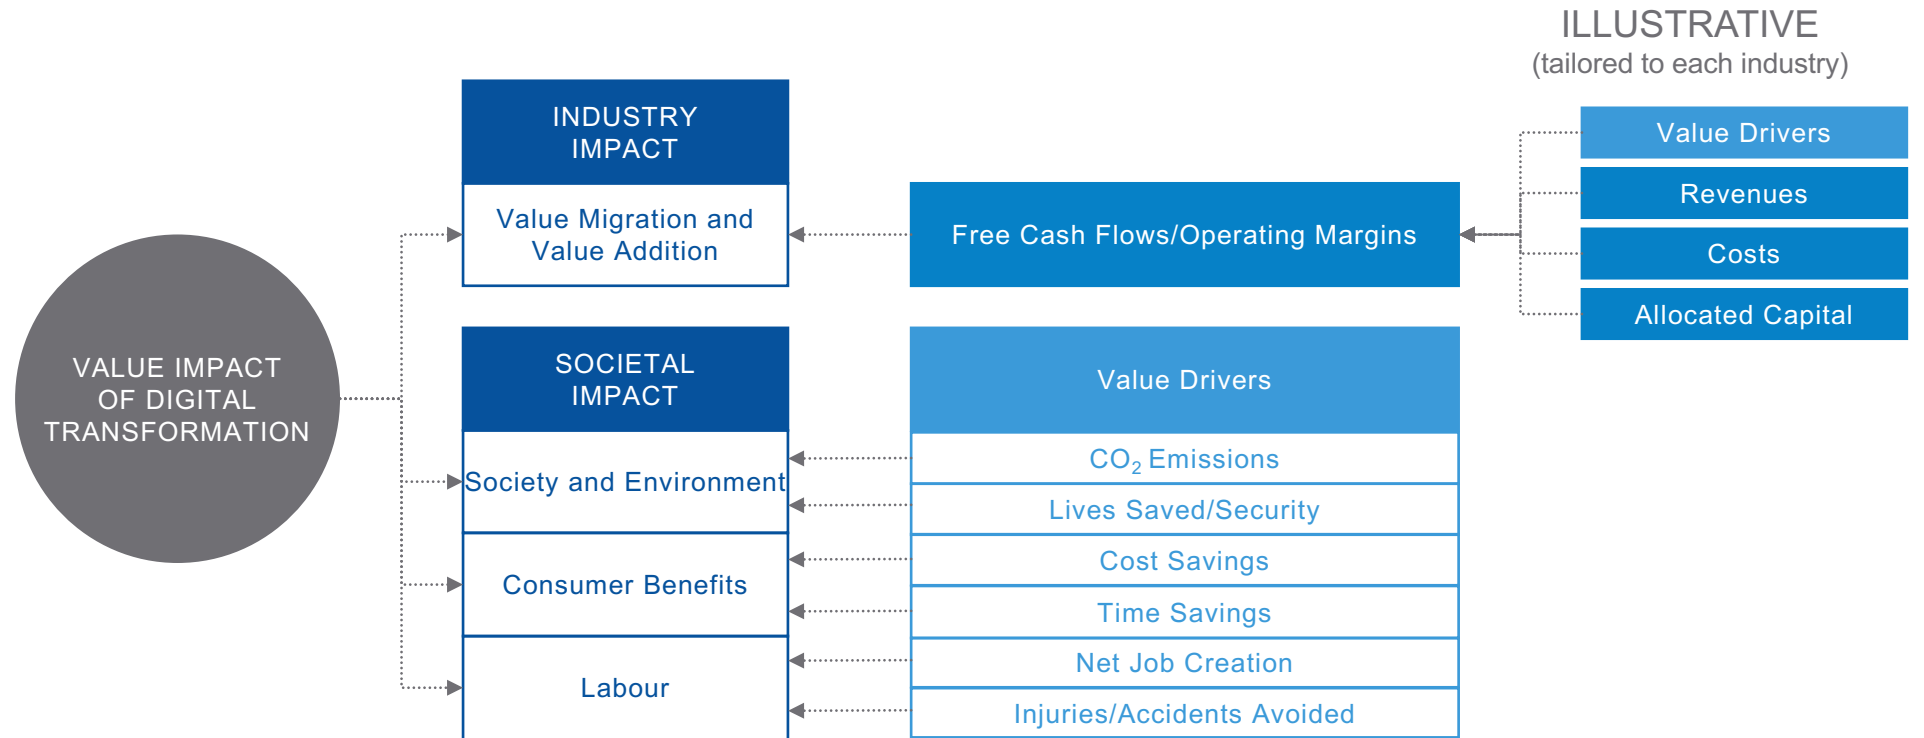 ILLUSTRATIVE
(tailored to each industry)
VALUE IMPACT
OF DIGITAL
TRANSFORMATION
INDUSTRY
IMPACT
Value Migration and
Value Addition
Free Cash Flows/Operating Margins
Value Drivers
Revenues
Costs
Allocated Capital
SOCIETAL
IMPACT
Society and Environment
Consumer Benefits
Labour
Value Drivers
CO₂ Emissions
Lives Saved/Security
Cost Savings
Time Savings
Net Job Creation
Injuries/Accidents Avoided